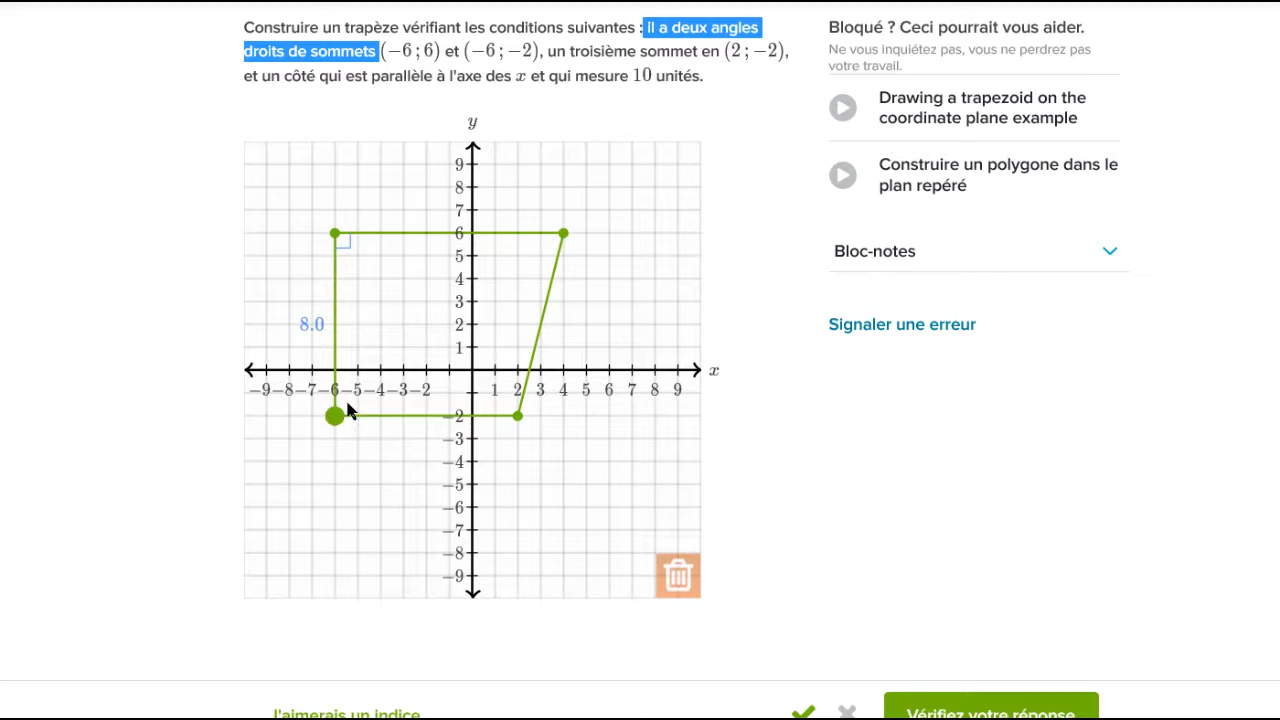 Construire un trapèze vérifiant les conditions suivantes : il a deux angles
droits de sommets (−6 ; 6) et (−6 ; −2), un troisième sommet en (2 ; −2),
et un côté qui est parallèle à l'axe des x et qui mesure 10 unités.
y
9
8
7
6
5
4
3
2
1
−2
−3
−4
−5
−6
−7
−8
−9
−9 −8 −7 −6 −5 −4 −3 −2 1 2 3 4 5 6 7 8 9
x
8.0
Bloqué ? Ceci pourrait vous aider.
Ne vous inquiétez pas, vous ne perdrez pas
votre travail.
Drawing a trapezoid on the
coordinate plane example
Construire un polygone dans le
plan repéré
Bloc-notes
Signaler une erreur
J'aimerais un indice
Vérifiez votre réponse